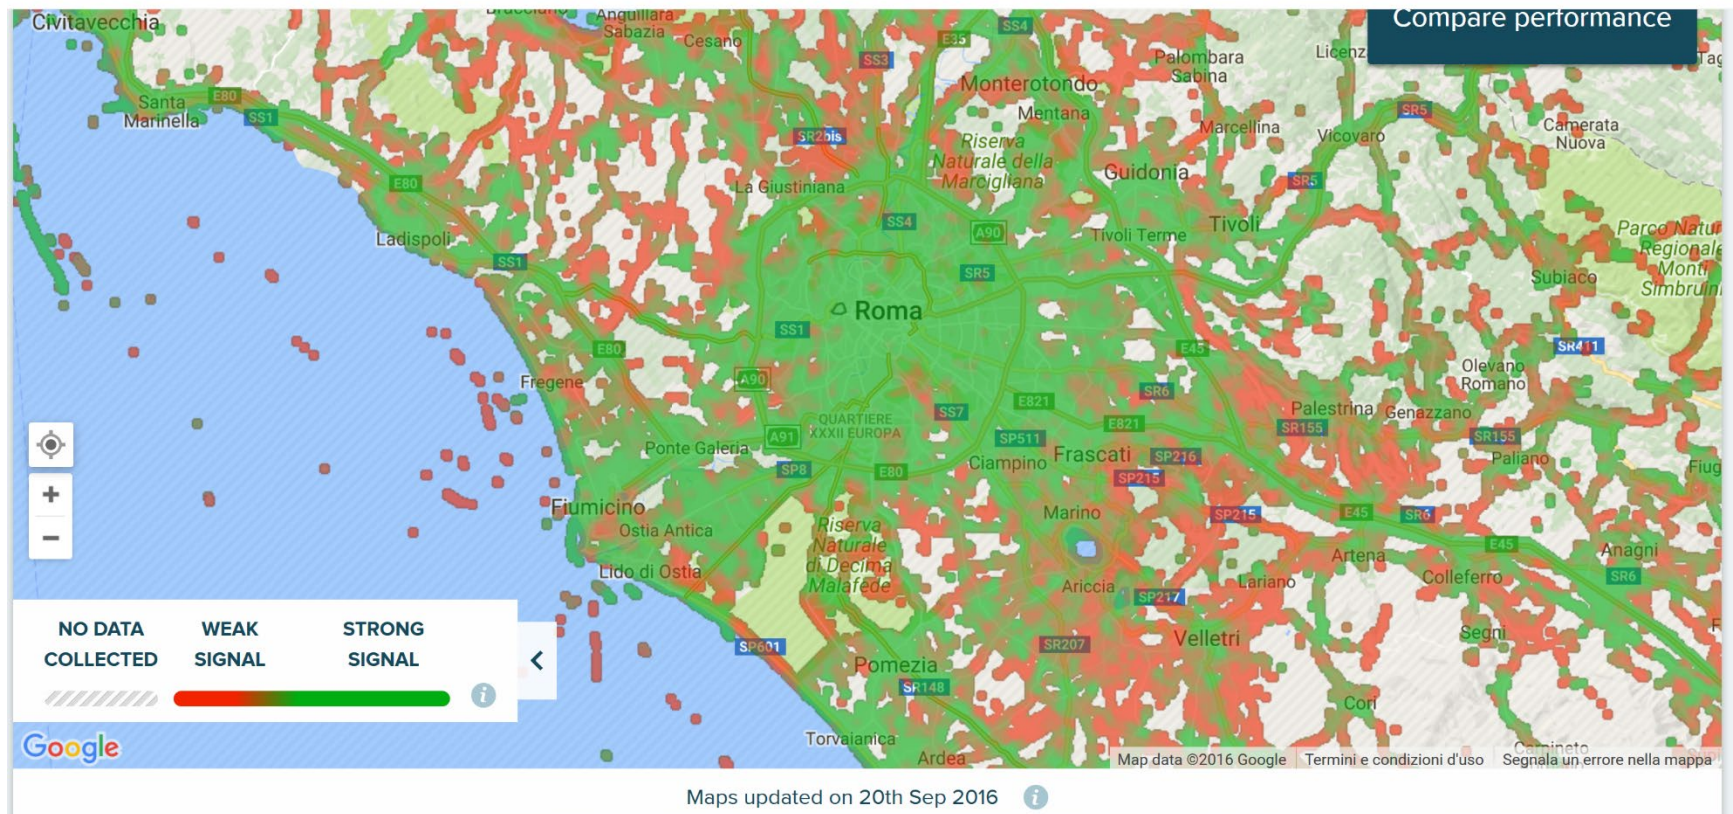 Civitavecchia
Anguillara
Sabazia
Cesano
E35
SS4
Compare performance
SS3
Palombara
Sabina
Monterotondo
Mentana
Santa
Marinella
E80
SS1
SR2bis
Marcellina
Vicovaro
SR5
Camerata
Nuova
Riserva
Naturale della
Marcigliana
Guidonia
SR5
E80
La Giustiniana
SS4
A90
Tivoli
Tivoli Terme
Ladispoli
SS1
SR5
Subiaco
Regionale
Monti
Roma
SS1
E80
E45
SR411
Olevano
Romano
Fregene
A90
SR6
E821
SS7
QUARTIERE
XXXII EUROPA
A91
E821
Palestrina
Genazzano
SR155
SR155
Ponte Galeria
SP511
Frascati
SP216
Ciampino
SP8
E80
SP215
Paliano
Fiumicino
Ostia Antica
Riserva
Naturale
di Decima
Malafede
Marino
SP215
E45
SR6
E45
Anagni
Artena
Lido di Ostia
Ariccia
SP217
Lariano
Colleferro
SR6
SP601
SR207
Velletri
Segni
Pomezia
SR148
Cori
Torvaianica
Ardea
NO DATA
COLLECTED
WEAK
SIGNAL
STRONG
SIGNAL
Google
Map data ©2016 Google
Termini e condizioni d'uso
Segnala un errore nella mappa
Maps updated on 20th Sep 2016